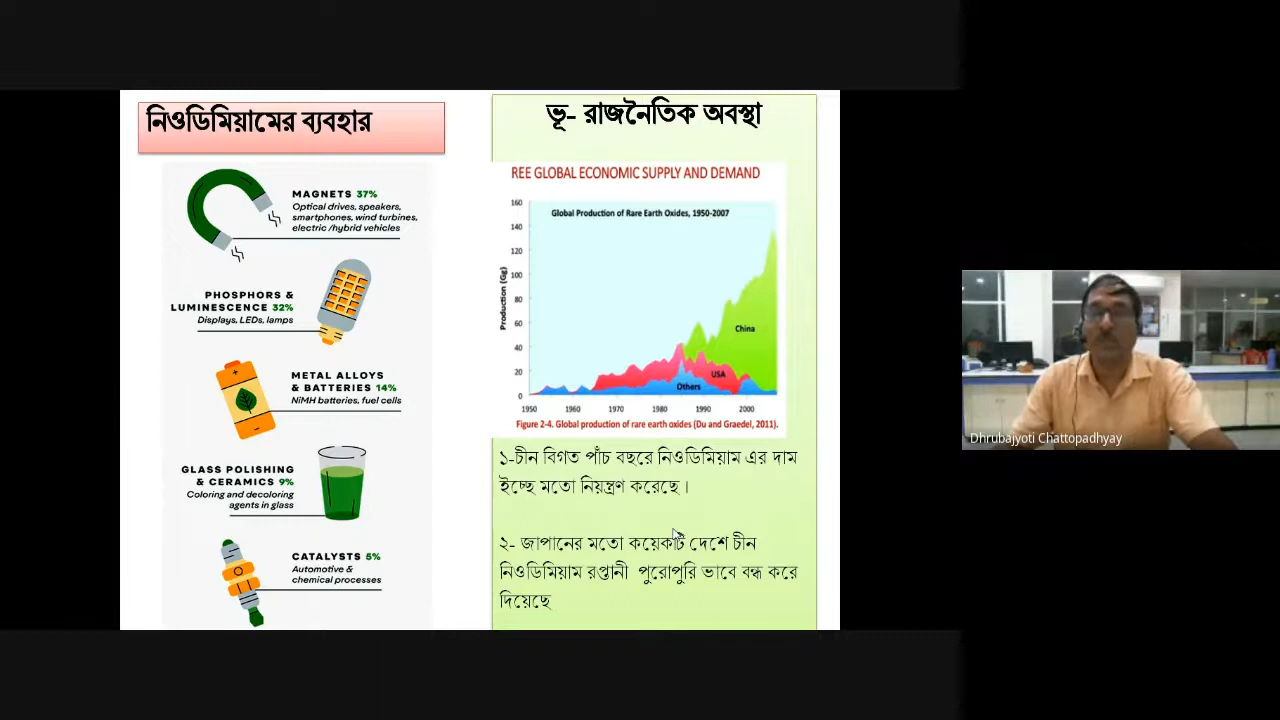 নিওডিমিয়ামের ব্যবহার
MAGNETS 37%
Optical drives, speakers,
smartphones, wind turbines,
electric /hybrid vehicles
PHOSPHORS &
LUMINESCENCE 32%
Displays, LEDs, lamps
METAL ALLOYS
& BATTERIES 14%
NiMH batteries, fuel cells
GLASS POLISHING
& CERAMICS 9%
Coloring and decoloring
agents in glass
CATALYSTS 5%
Automotive &
chemical processes
ভূ- রাজনৈতিক অবস্থা
REE GLOBAL ECONOMIC SUPPLY AND DEMAND
Global Production of Rare Earth Oxides, 1950-2007
Production (Gg)
160
140
120
100
80
60
40
20
0
China
USA
Others
1950 1960 1970 1980 1990 2000
Figure 2-4. Global production of rare earth oxides (Du and Graedel, 2011).
১-চীন বিগত পাঁচ বছরে নিওডিমিয়াম এর দাম
ইচ্ছে মতো নিয়ন্ত্রণ করেছে।
২- জাপানের মতো কয়েকটি দেশে চীন
নিওডিমিয়াম রপ্তানী পুরোপুরি ভাবে বন্ধ করে
দিয়েছে
Dhrubajyoti Chattopadhyay